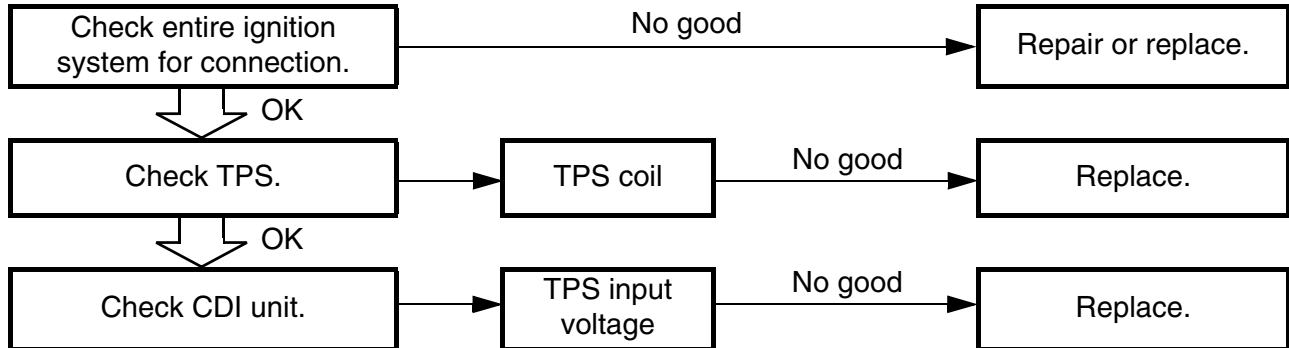 Check entire ignition
system for connection.
No good
Repair or replace.
OK
Check TPS.
TPS coil
No good
Replace.
OK
Check CDI unit.
TPS input
voltage
No good
Replace.